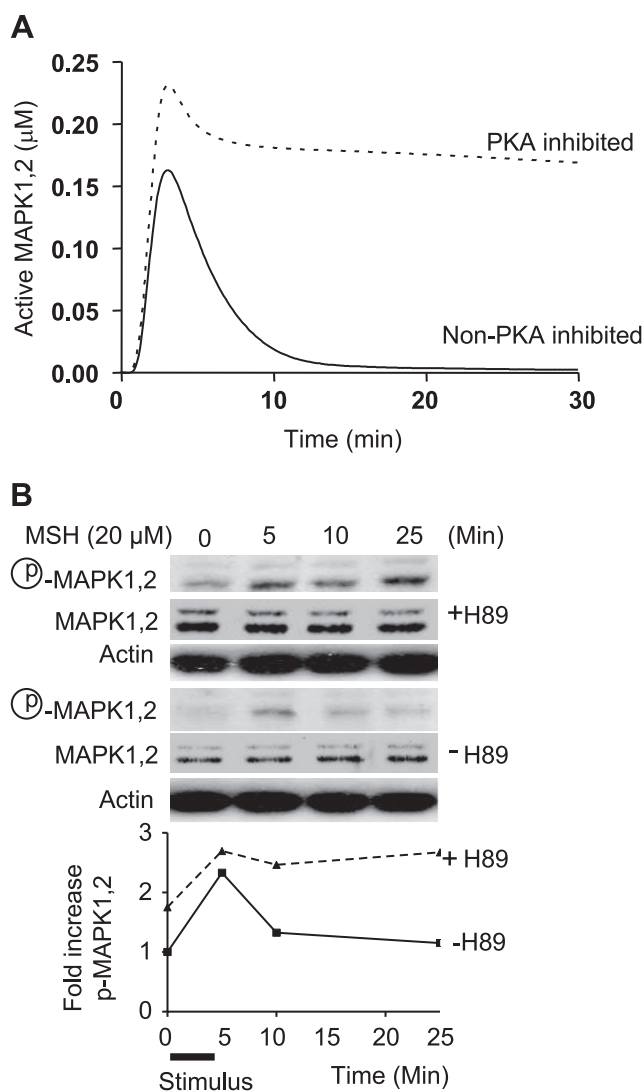 A
Active MAPK1,2 (μM)
0.25
0.20
0.15
0.10
0.05
0.00
PKA inhibited
Non-PKA inhibited
0 10 20 30
Time (min)
B
MSH (20 μM) 0 5 10 25 (Min)
ⓟ-MAPK1,2
MAPK1,2 +H89
Actin
ⓟ-MAPK1,2
MAPK1,2 -H89
Actin
Fold increase
p-MAPK1,2
3
2
1
0
+H89
-H89
0 5 10 15 20 25
Stimulus Time (Min)